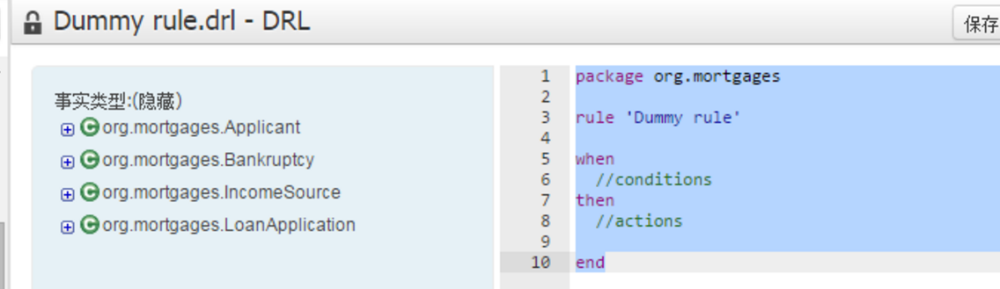 Dummy rule.drl - DRL
保存
事实类型:(隐藏)
org.mortgages.Applicant
org.mortgages.Bankruptcy
org.mortgages.IncomeSource
org.mortgages.LoanApplication
1 package org.mortgages
2
3 rule 'Dummy rule'
4
5 when
6 //conditions
7 then
8 //actions
9
10 end